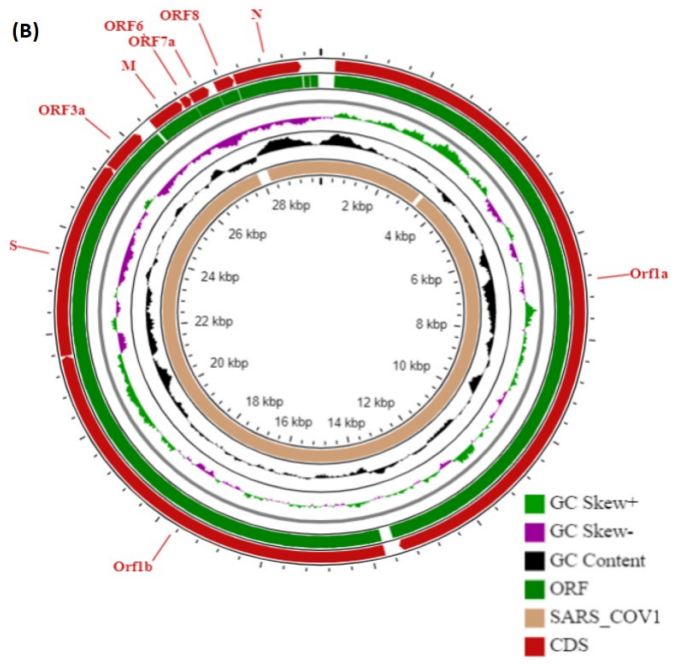 (B)
N
ORF8
ORF6
ORF7a
M
ORF3a
S
Orf1a
Orf1b
28 kbp
2 kbp
26 kbp
4 kbp
24 kbp
6 kbp
22 kbp
8 kbp
20 kbp
10 kbp
18 kbp
12 kbp
16 kbp
14 kbp
GC Skew+
GC Skew-
GC Content
ORF
SARS_COV1
CDS